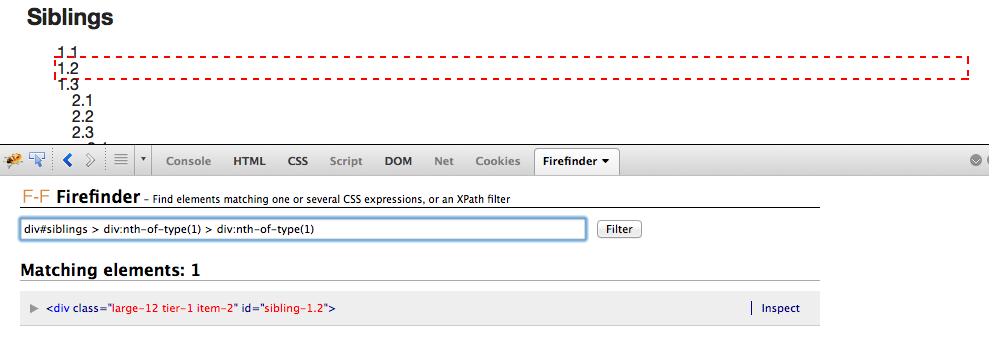 Siblings
1.1
1.2
1.3
2.1
2.2
2.3
Console HTML CSS Script DOM Net Cookies Firefinder
F-F Firefinder - Find elements matching one or several CSS expressions, or an XPath filter
div#siblings > div:nth-of-type(1) > div:nth-of-type(1) Filter
Matching elements: 1
<div class="large-12 tier-1 item-2" id="sibling-1.2"> Inspect